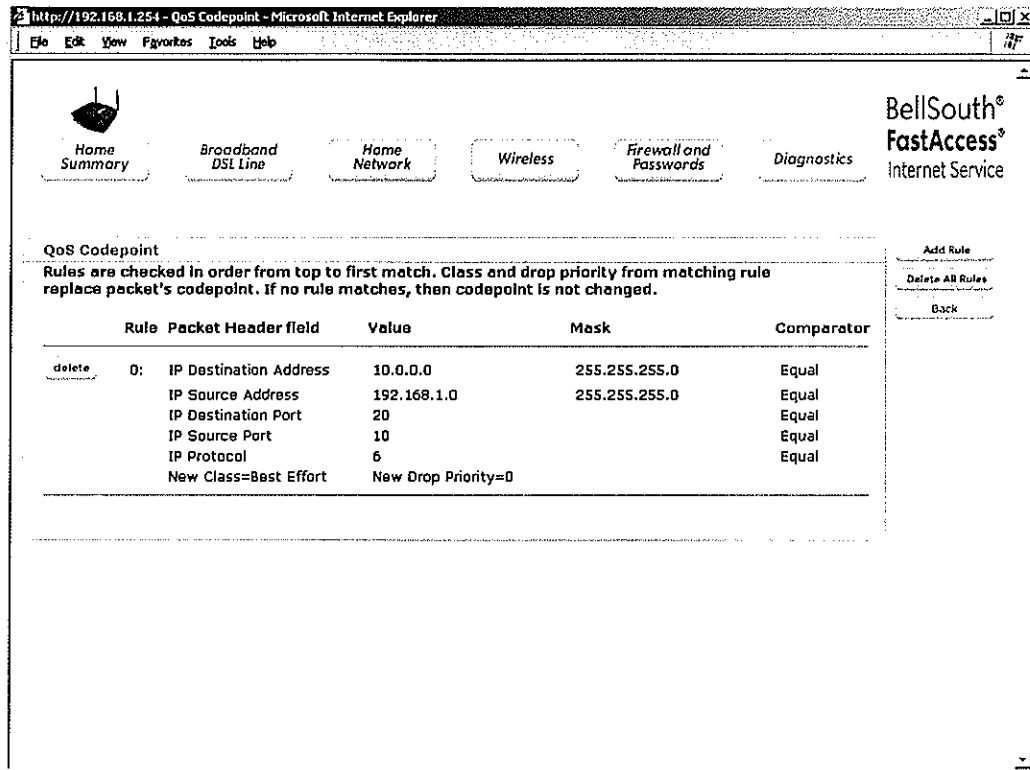 http://192.168.1.254 - QoS Codepoint - Microsoft Internet Explorer
File Edit View Favorites Tools Help
BellSouth®
FastAccess®
Internet Service
Home Summary
Broadband DSL Line
Home Network
Wireless
Firewall and Passwords
Diagnostics
QoS Codepoint
Rules are checked in order from top to first match. Class and drop priority from matching rule
replace packet's codepoint. If no rule matches, then codepoint is not changed.
Add Rule
Delete All Rules
Back
Rule Packet Header field Value Mask Comparator
delete 0: IP Destination Address 10.0.0.0 255.255.255.0 Equal
IP Source Address 192.168.1.0 255.255.255.0 Equal
IP Destination Port 20 Equal
IP Source Port 10 Equal
IP Protocol 6 Equal
New Class=Best Effort New Drop Priority=0